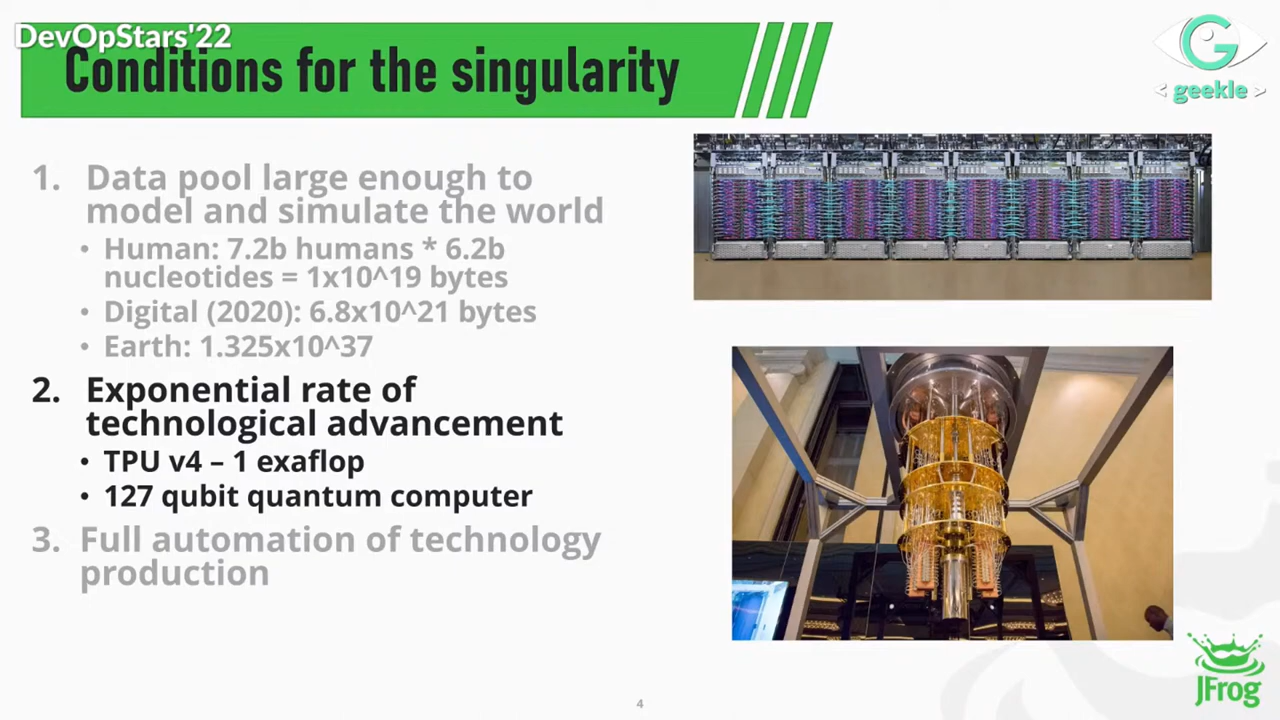 DevOpStars'22
Conditions for the singularity
< geekle >
1. Data pool large enough to
model and simulate the world
• Human: 7.2b humans * 6.2b
nucleotides = 1x10^19 bytes
• Digital (2020): 6.8x10^21 bytes
• Earth: 1.325x10^37
2. Exponential rate of
technological advancement
• TPU v4 – 1 exaflop
• 127 qubit quantum computer
3. Full automation of technology
production
4
JFrog